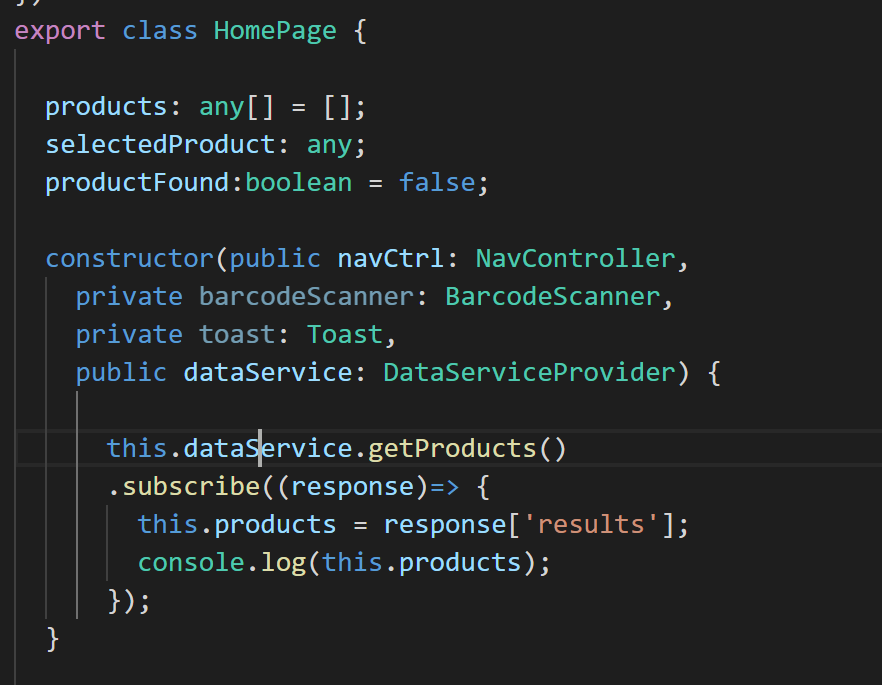 export class HomePage {
products: any[] = [];
selectedProduct: any;
productFound:boolean = false;
constructor(public navCtrl: NavController,
private barcodeScanner: BarcodeScanner,
private toast: Toast,
public dataService: DataServiceProvider) {
this.dataService.getProducts()
.subscribe((response)=> {
this.products = response['results'];
console.log(this.products);
});
}